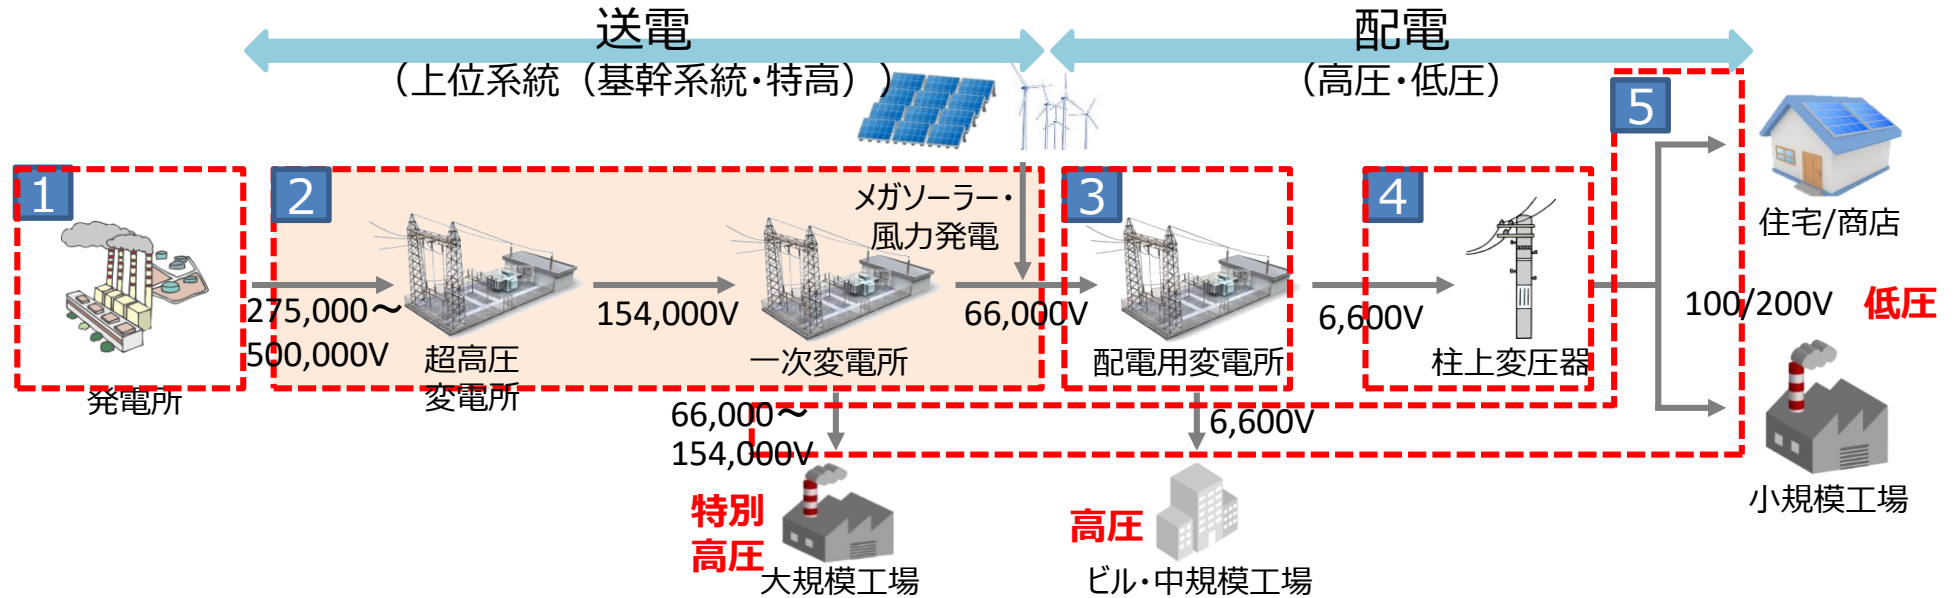 送電
（上位系統（基幹系統・特高））
配電
（高圧・低圧）
1
2
3
4
5
メガソーラー・
風力発電
275,000～
500,000V
154,000V
66,000V
6,600V
100/200V
低圧
発電所
超高圧
変電所
一次変電所
配電用変電所
柱上変圧器
住宅/商店
66,000～
154,000V
6,600V
特別
高圧
高圧
大規模工場
ビル・中規模工場
小規模工場